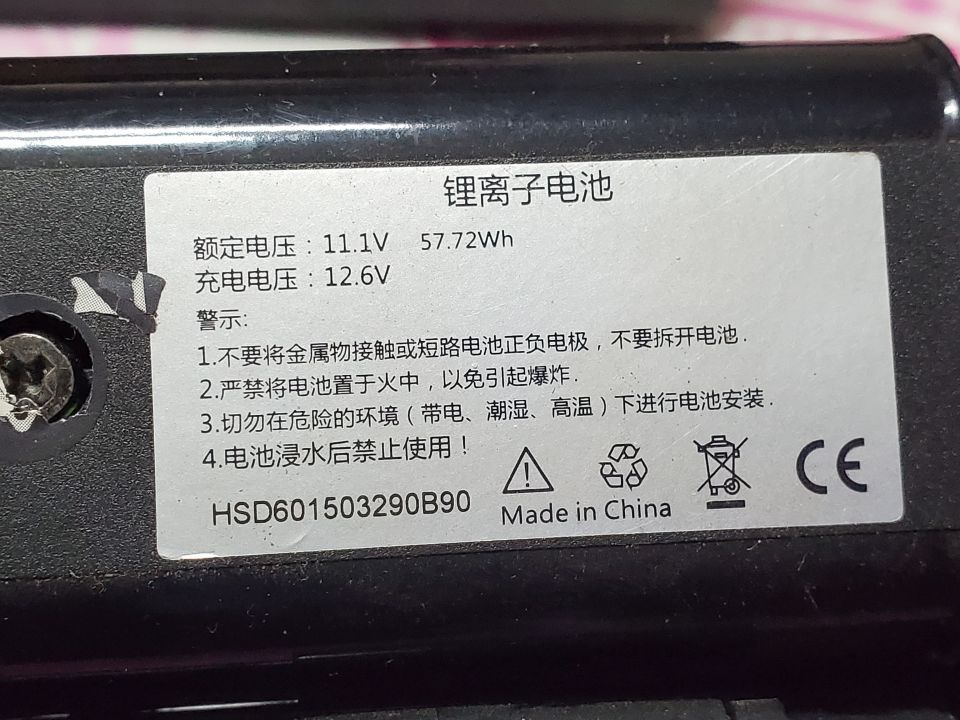 锂离子电池
额定电压：11.1V 57.72Wh
充电电压：12.6V
警示:
1.不要将金属物接触或短路电池正负电极，不要拆开电池.
2.严禁将电池置于火中，以免引起爆炸.
3.切勿在危险的环境（带电、潮湿、高温）下进行电池安装.
4.电池浸水后禁止使用！
HSD601503290B90
Made in China
CE